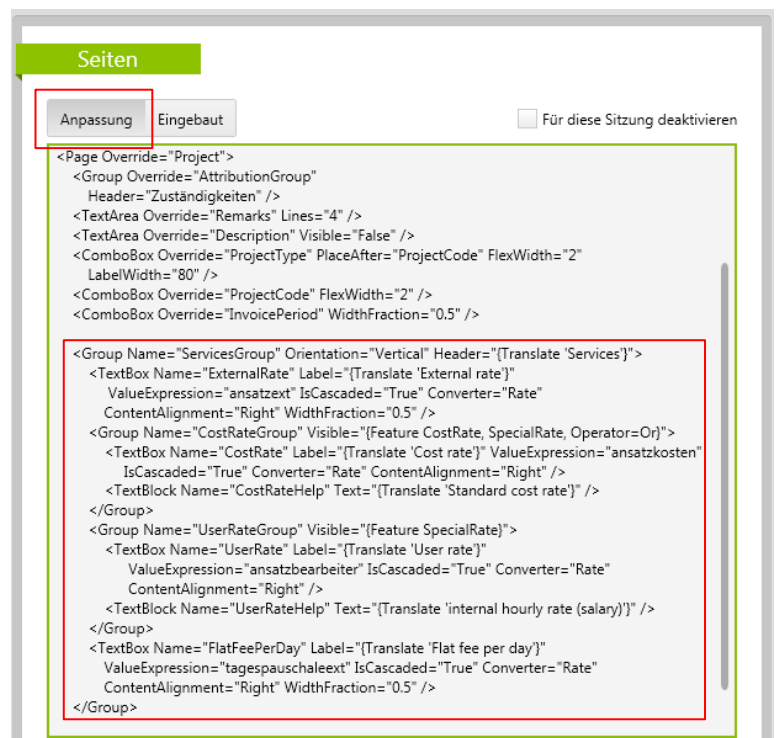 Seiten
Anpassung Eingebaut Für diese Sitzung deaktivieren
<Page Override="Project">
<Group Override="AttributionGroup"
Header="Zuständigkeiten" />
<TextArea Override="Remarks" Lines="4" />
<TextArea Override="Description" Visible="False" />
<ComboBox Override="ProjectType" PlaceAfter="ProjectCode" FlexWidth="2"
LabelWidth="80" />
<ComboBox Override="ProjectCode" FlexWidth="2" />
<ComboBox Override="InvoicePeriod" WidthFraction="0.5" />
<Group Name="ServicesGroup" Orientation="Vertical" Header="{Translate 'Services'}">
<TextBox Name="ExternalRate" Label="{Translate 'External rate'}"
ValueExpression="ansatzext" IsCascaded="True" Converter="Rate"
ContentAlignment="Right" WidthFraction="0.5" />
<Group Name="CostRateGroup" Visible="{Feature CostRate, SpecialRate, Operator=Or}">
<TextBox Name="CostRate" Label="{Translate 'Cost rate'}" ValueExpression="ansatzkosten"
IsCascaded="True" Converter="Rate" ContentAlignment="Right" />
<TextBlock Name="CostRateHelp" Text="{Translate 'Standard cost rate'}" />
</Group>
<Group Name="UserRateGroup" Visible="{Feature SpecialRate}">
<TextBox Name="UserRate" Label="{Translate 'User rate'}"
ValueExpression="ansatzbearbeiter" IsCascaded="True" Converter="Rate"
ContentAlignment="Right" />
<TextBlock Name="UserRateHelp" Text="{Translate 'internal hourly rate (salary)'}" />
</Group>
<TextBox Name="FlatFeePerDay" Label="{Translate 'Flat fee per day'}"
ValueExpression="tagespauschaleext" IsCascaded="True" Converter="Rate"
ContentAlignment="Right" WidthFraction="0.5" />
</Group>